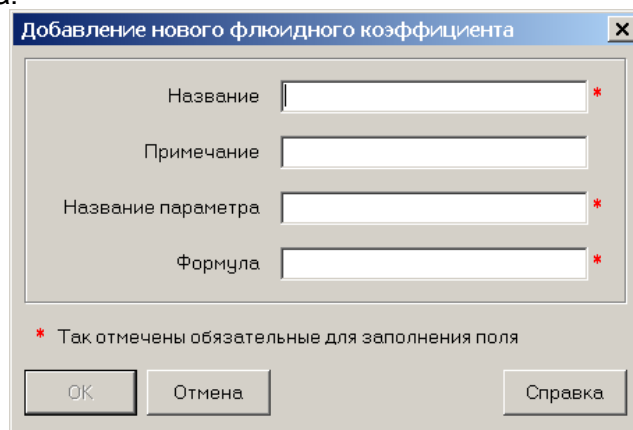 а.
Добавление нового флюидного коэффициента
Название *
Примечание
Название параметра *
Формула *
* Так отмечены обязательные для заполнения поля
OK Отмена Справка